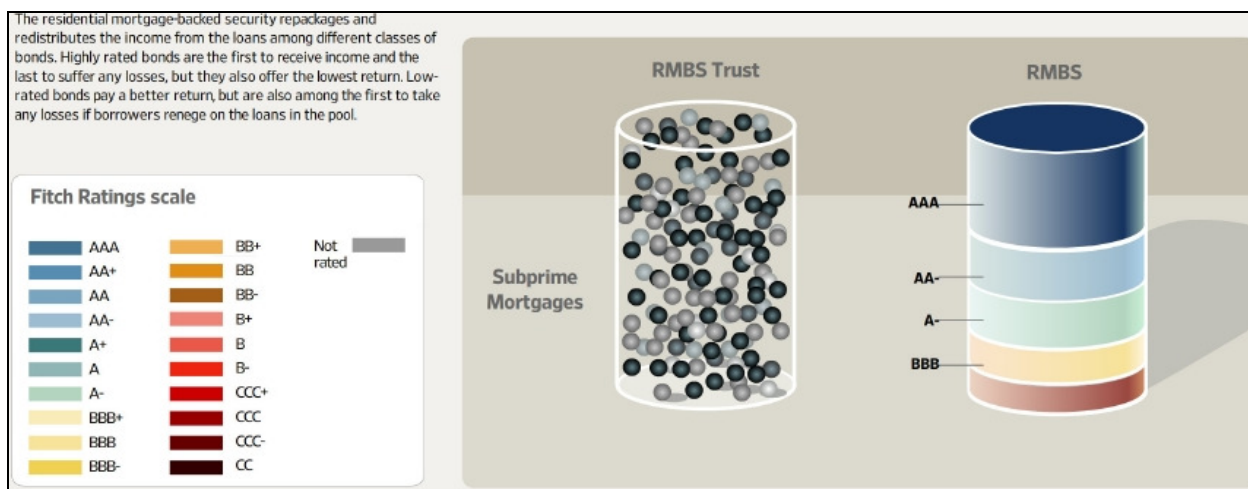 The residential mortgage-backed security repackages and
redistributes the income from the loans among different classes of
bonds. Highly rated bonds are the first to receive income and the
last to suffer any losses, but they also offer the lowest return. Low-
rated bonds pay a better return, but are also among the first to take
any losses if borrowers renege on the loans in the pool.
Fitch Ratings scale
AAA
AA+
AA
AA-
A+
A
A-
BBB+
BBB
BBB-
BB+
BB
BB-
B+
B
B-
CCC+
CCC
CCC-
CC
Not
rated
RMBS Trust
RMBS
Subprime
Mortgages
AAA
AA-
A-
BBB